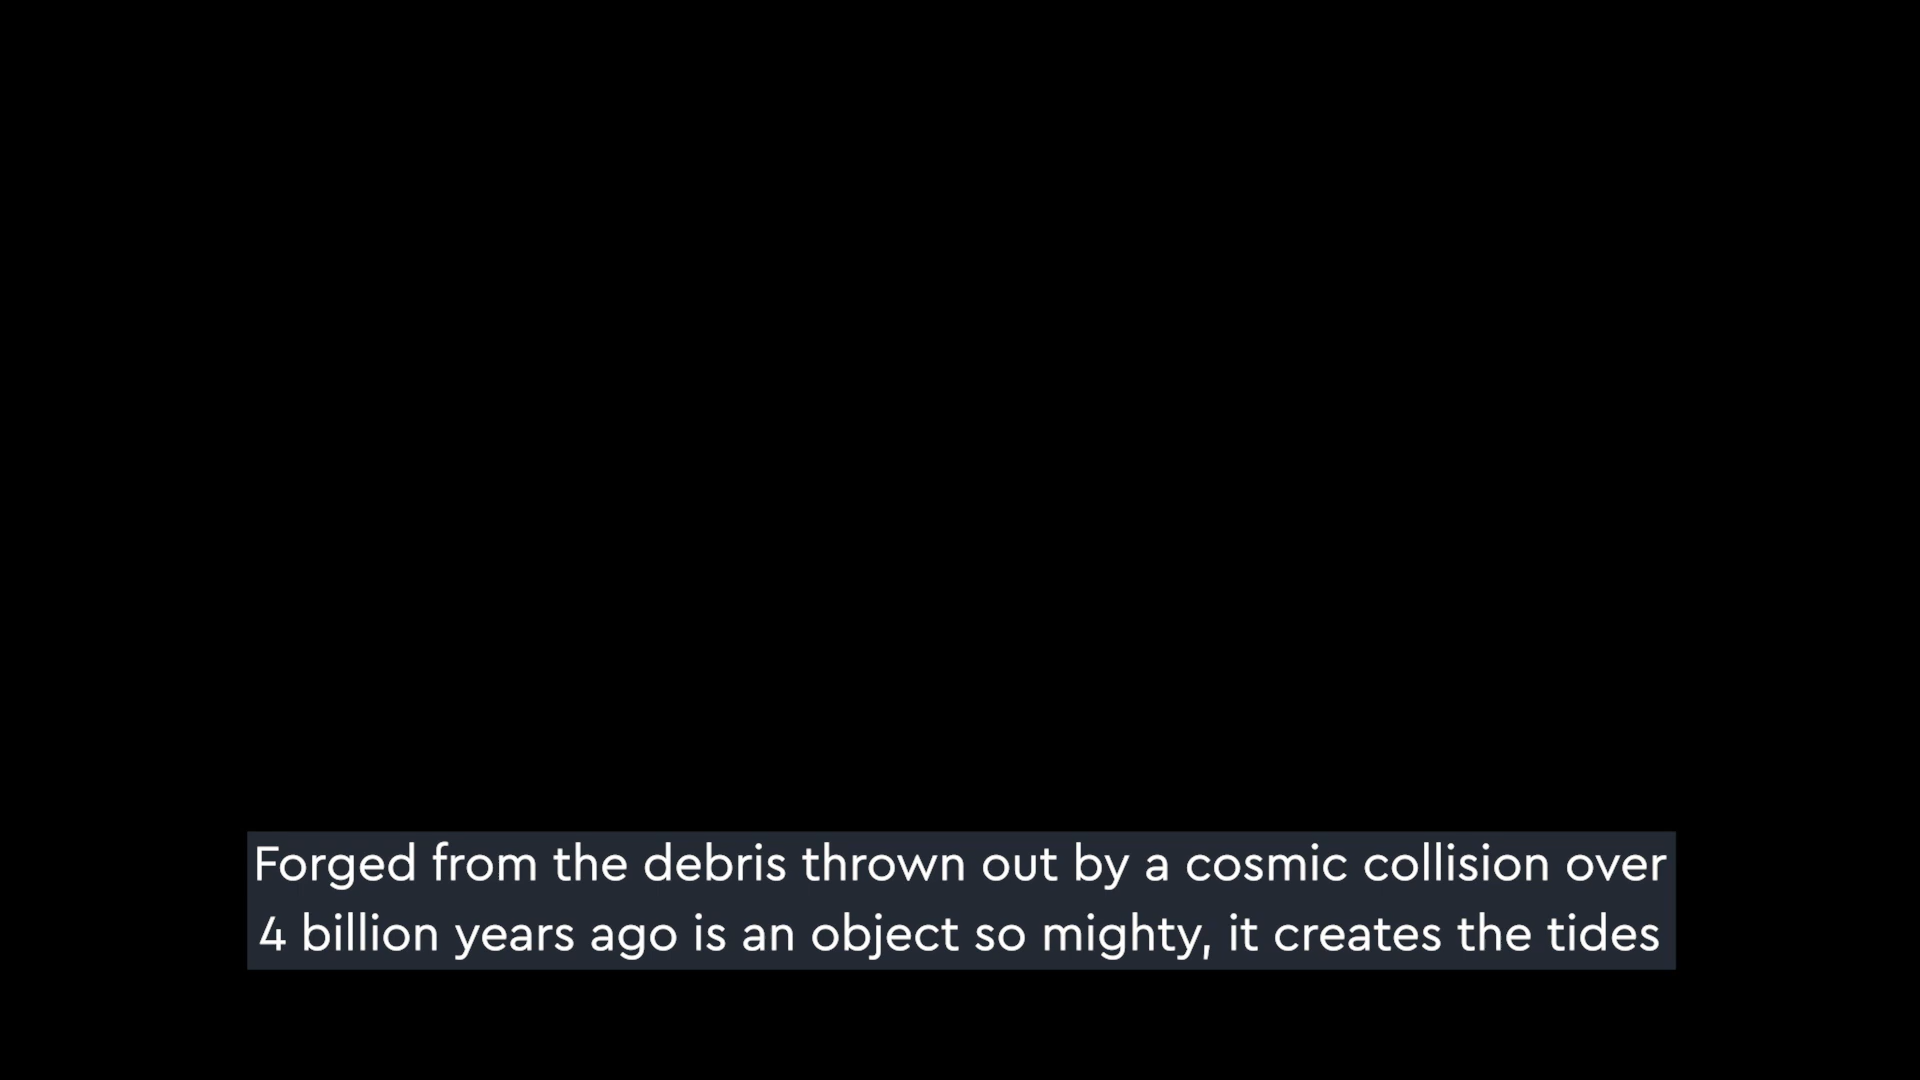 Forged from the debris thrown out by a cosmic collision over
4 billion years ago is an object so mighty, it creates the tides